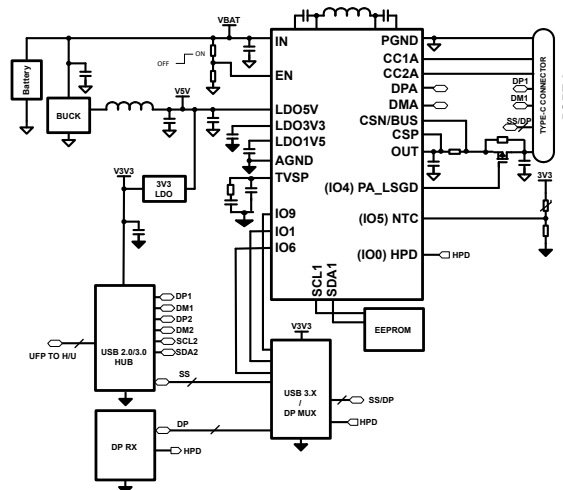 VBAT
IN
PGND
CC1A
CC2A
ON
OFF
EN
DPA
DP1
Battery
DMA
DM1
TYPE-C CONNECTOR
BUCK
V5V
LDO5V
CSN/BUS
SS/DP
LDO3V3
CSP
LDO1V5
OUT
AGND
V3V3
3V3
LDO
TVSP
(IO4) PA_LSGD
3V3
IO9
(IO5) NTC
IO1
IO6
(IO0) HPD
HPD
SCL1
SDA1
DP1
DM1
DP2
DM2
SCL2
SDA2
USB 2.0/3.0
HUB
UFP TO H/U
SS
V3V3
EEPROM
USB 3.X
/
DP MUX
SS/DP
HPD
DP RX
DP
HPD